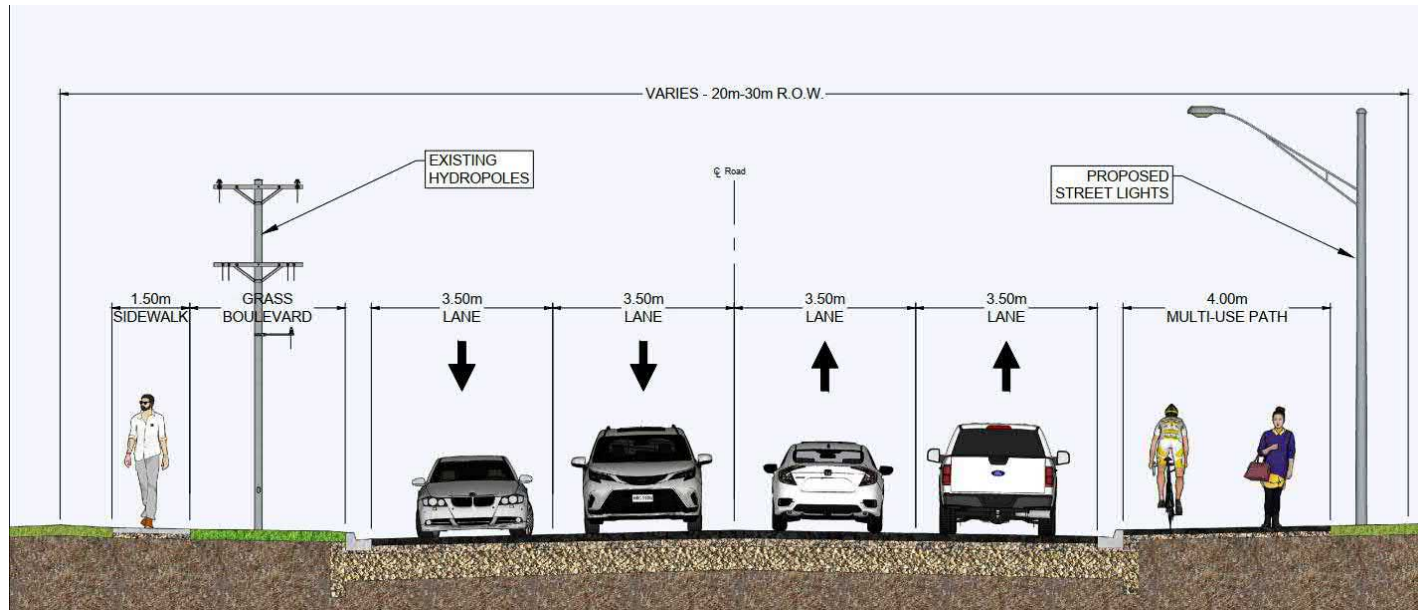 VARIES - 20m-30m R.O.W.
EXISTING
HYDROPOLES
℄ Road
PROPOSED
STREET LIGHTS
1.50m
SIDEWALK
GRASS
BOULEVARD
3.50m
LANE
3.50m
LANE
3.50m
LANE
3.50m
LANE
4.00m
MULTI-USE PATH